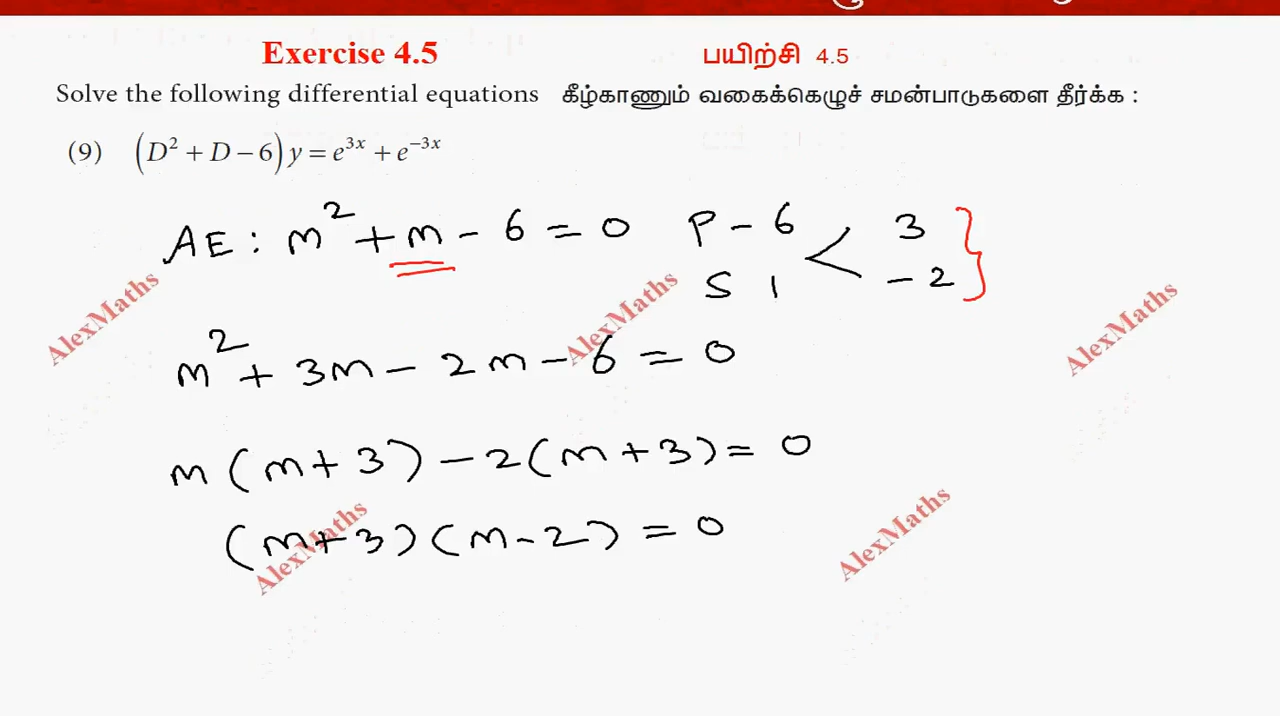 Exercise 4.5 பயிற்சி 4.5
Solve the following differential equations கீழ்காணும் வகைக்கெழுச் சமன்பாடுகளை தீர்க்க :
(9) (D² + D − 6) y = e³ˣ + e⁻³ˣ
AE : m² + m − 6 = 0 P − 6 < 3
S 1 − 2
AlexMaths AlexMaths AlexMaths
m² + 3m − 2m − 6 = 0
m (m + 3) − 2 (m + 3) = 0
(m + 3) (m − 2) = 0
AlexMaths AlexMaths